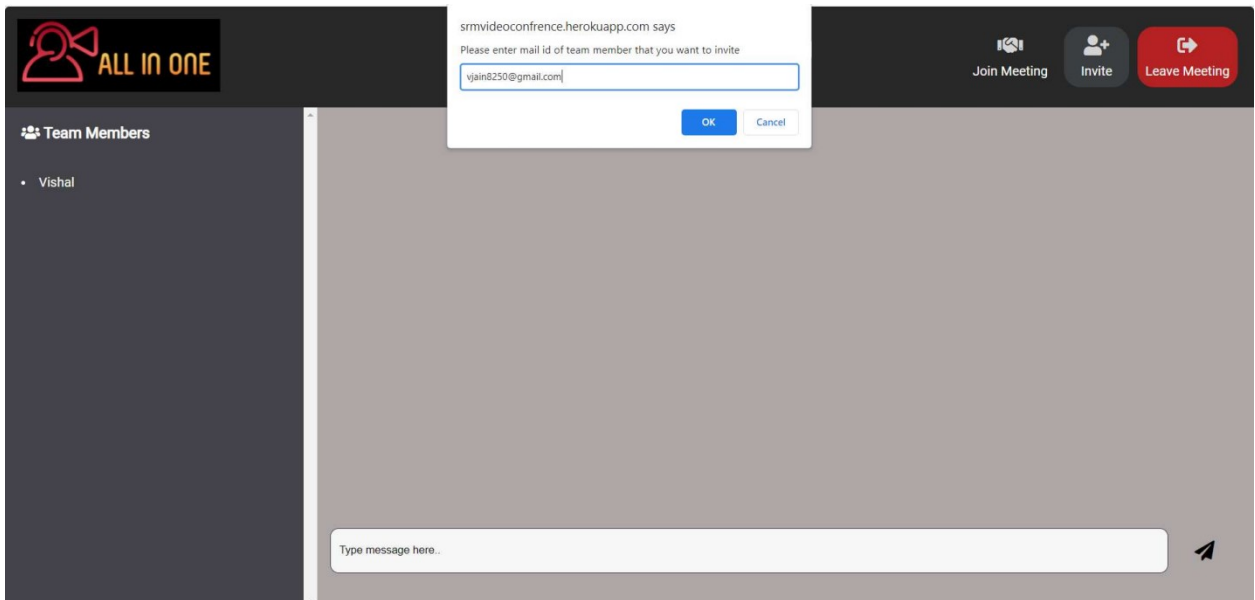 srmvideoconfrence.herokuapp.com says
Please enter mail id of team member that you want to invite
vjain8250@gmail.com
OK Cancel
ALL IN ONE
Join Meeting Invite Leave Meeting
Team Members
• Vishal
Type message here..